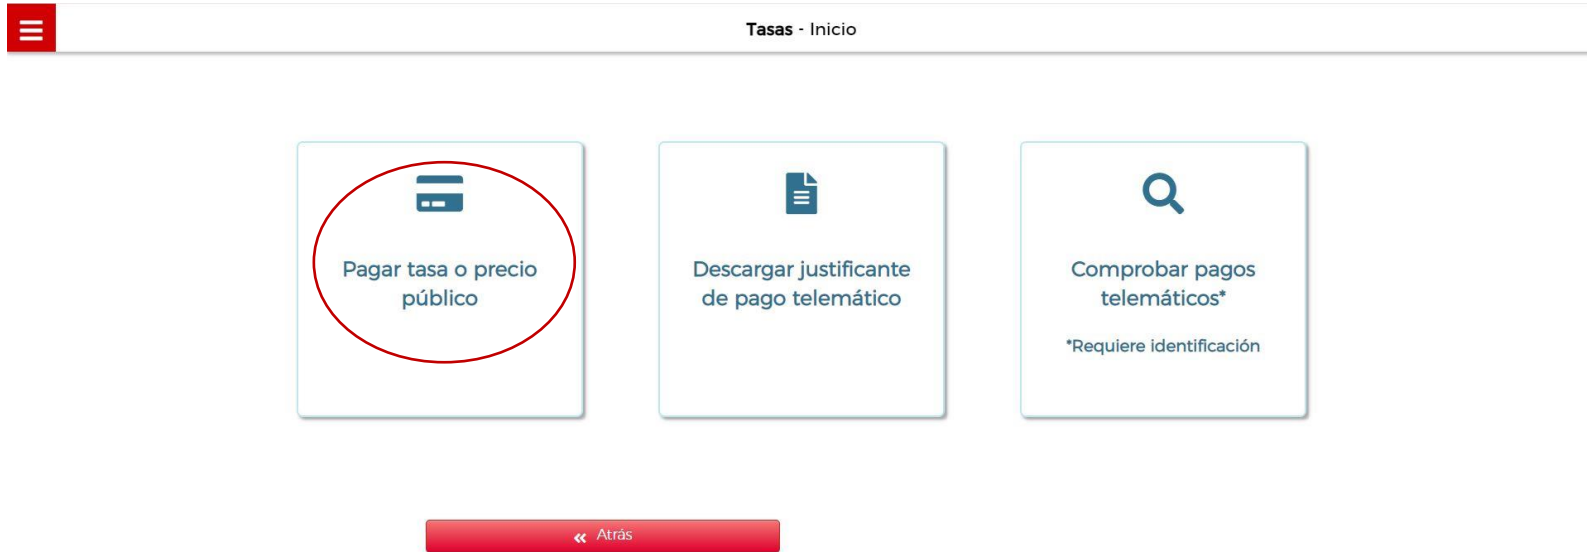 Tasas - Inicio
Pagar tasa o precio
público
Descargar justificante
de pago telemático
Comprobar pagos
telemáticos*
*Requiere identificación
« Atrás